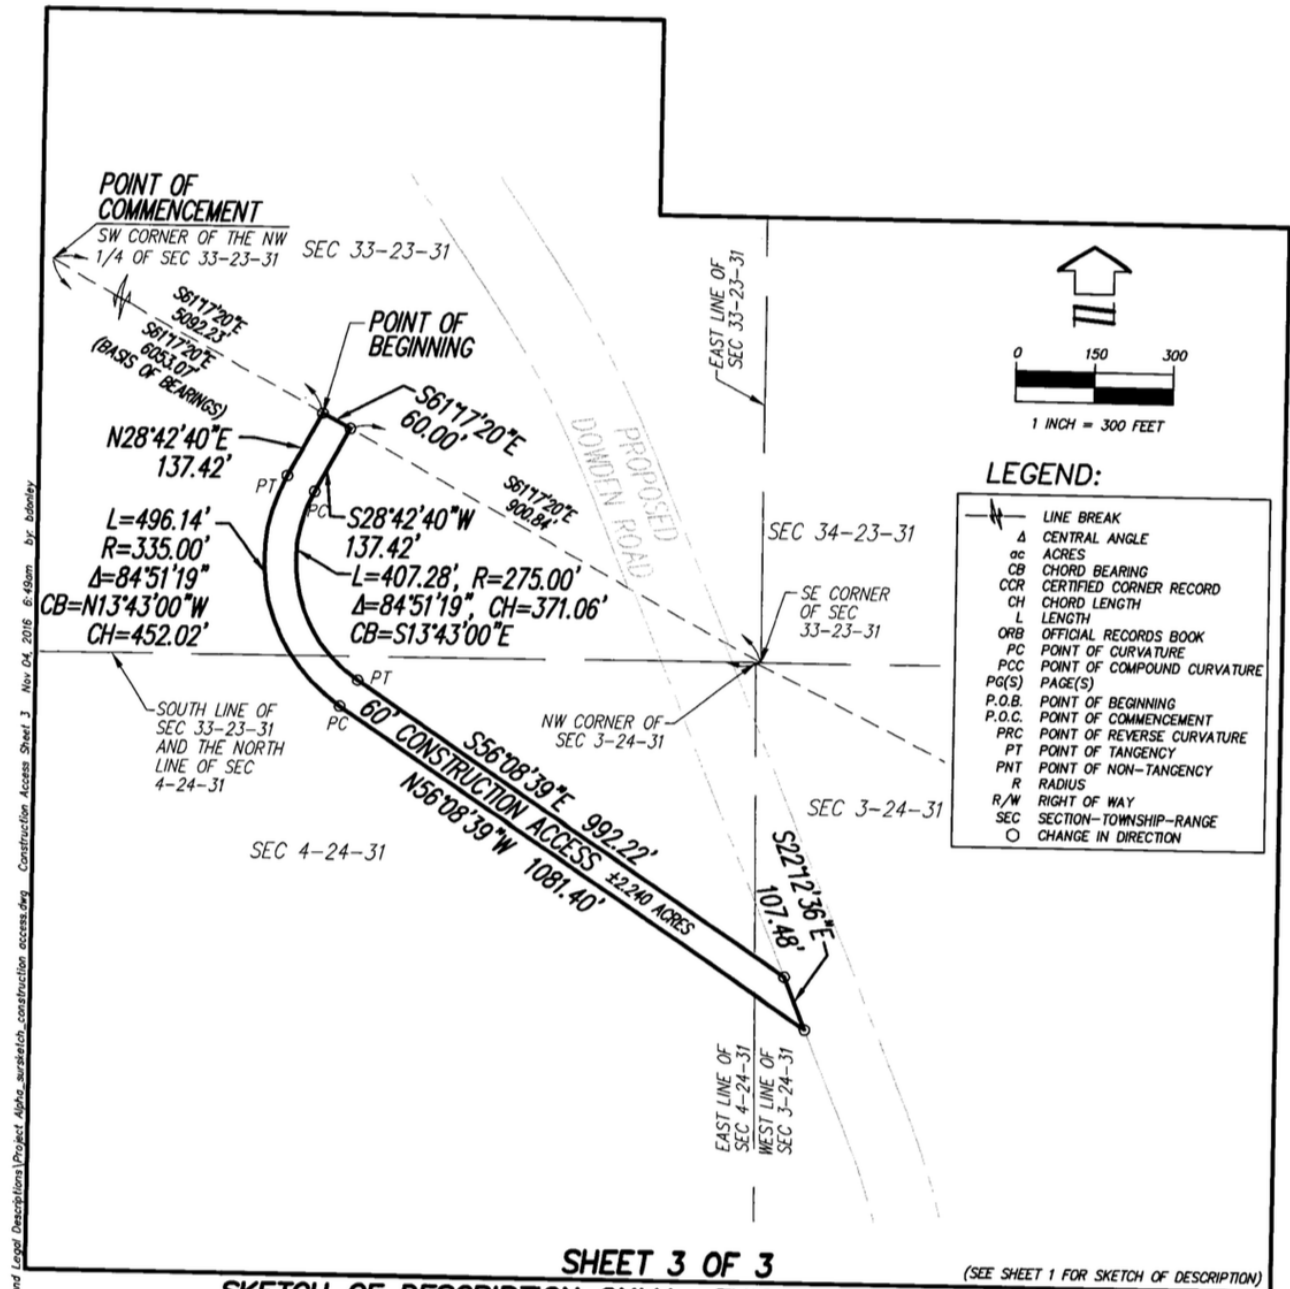 POINT OF
COMMENCEMENT
SW CORNER OF THE NW
1/4 OF SEC 33-23-31
SEC 33-23-31
S61°17'20"E
5092.23'
S61°17'20"E
6053.07'
(BASIS OF BEARINGS)
POINT OF
BEGINNING
S61°17'20"E
60.00'
N28°42'40"E
137.42'
PT
PC
S28°42'40"W
137.42'
L=496.14'
R=335.00'
Δ=84°51'19"
CB=N13°43'00"W
CH=452.02'
L=407.28', R=275.00'
Δ=84°51'19", CH=371.06'
CB=S13°43'00"E
S61°17'20"E
900.84'
PROPOSED
DOWDEN ROAD
EAST LINE OF
SEC 33-23-31
SEC 34-23-31
SE CORNER
OF SEC
33-23-31
NW CORNER OF
SEC 3-24-31
SOUTH LINE OF
SEC 33-23-31
AND THE NORTH
LINE OF SEC
4-24-31
PT
PC
S56°08'39"E 992.22'
60' CONSTRUCTION ACCESS ±2.240 ACRES
N56°08'39"W 1081.40'
SEC 4-24-31
SEC 3-24-31
S22°12'36"E
107.48'
EAST LINE OF
SEC 4-24-31
WEST LINE OF
SEC 3-24-31
0 150 300
1 INCH = 300 FEET
LEGEND:
LINE BREAK
Δ CENTRAL ANGLE
ac ACRES
CB CHORD BEARING
CCR CERTIFIED CORNER RECORD
CH CHORD LENGTH
L LENGTH
ORB OFFICIAL RECORDS BOOK
PC POINT OF CURVATURE
PCC POINT OF COMPOUND CURVATURE
PG(S) PAGE(S)
P.O.B. POINT OF BEGINNING
P.O.C. POINT OF COMMENCEMENT
PRC POINT OF REVERSE CURVATURE
PT POINT OF TANGENCY
PNT POINT OF NON-TANGENCY
R RADIUS
R/W RIGHT OF WAY
SEC SECTION-TOWNSHIP-RANGE
CHANGE IN DIRECTION
nd Legal Descriptions\Project Alpha_sursketch_construction access.dwg Construction Access Sheet 3 Nov 04, 2016 6:49am by: bdonley
SHEET 3 OF 3
(SEE SHEET 1 FOR SKETCH OF DESCRIPTION)
SKETCH OF DESCRIPTION